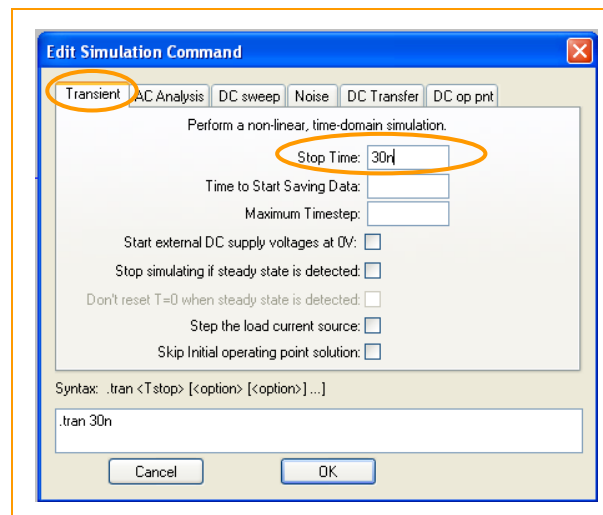 Edit Simulation Command
Transient AC Analysis DC sweep Noise DC Transfer DC op pnt
Perform a non-linear, time-domain simulation.
Stop Time: 30n
Time to Start Saving Data:
Maximum Timestep:
Start external DC supply voltages at 0V:
Stop simulating if steady state is detected:
Don't reset T=0 when steady state is detected:
Step the load current source:
Skip Initial operating point solution:
Syntax: .tran <Tstop> [<option> [<option>] ...]
.tran 30n
Cancel OK